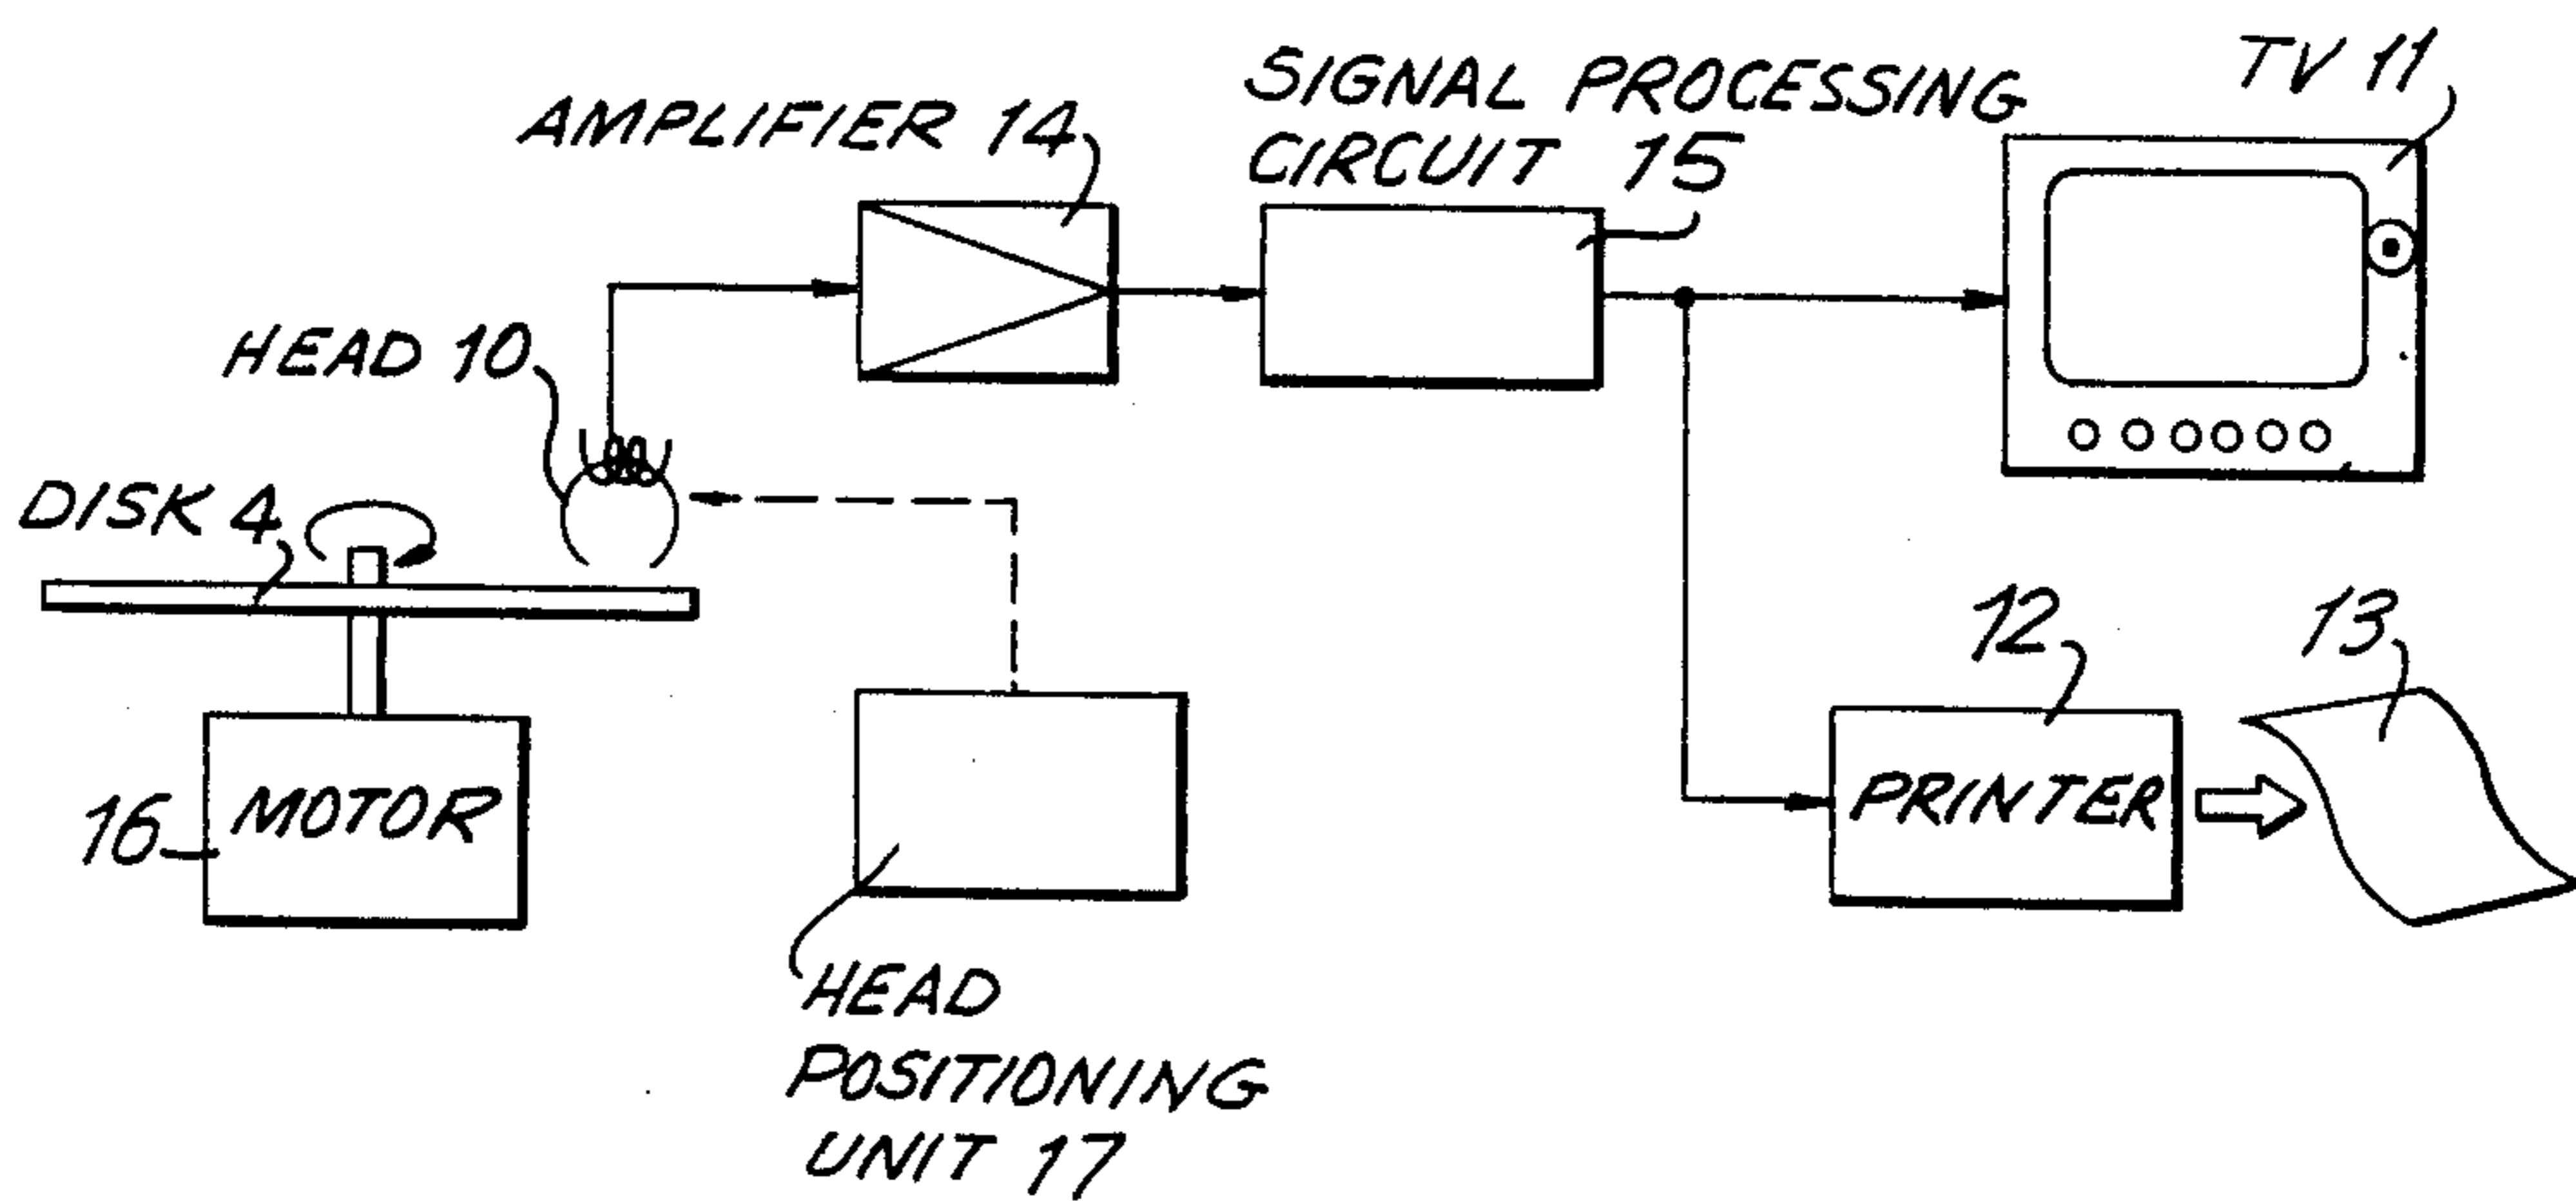 AMPLIFIER 14
SIGNAL PROCESSING
CIRCUIT 15
TV 11
HEAD 10
DISK 4
12
13
16
MOTOR
PRINTER
HEAD
POSITIONING
UNIT 17